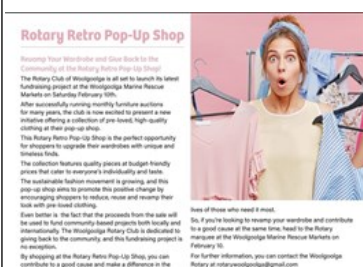 Rotary Retro Pop-Up Shop
Revamp Your Wardrobe and Give Back to the
Community at the Rotary Retro Pop-Up Shop!
The Rotary Club of Woolgoolga is all set to launch its latest
fundraising project at the Woolgoolga Marine Rescue
Markets on Saturday February 10th.
After successfully running monthly furniture auctions
for many years, the club is now excited to present a new
initiative offering a collection of pre-loved, high-quality
clothing at their pop-up shop.
This Rotary Retro Pop-Up Shop is the perfect opportunity
for shoppers to upgrade their wardrobes with unique and
timeless finds.
The collection features quality pieces at budget friendly
prices that cater to everyone's individuality and taste.
The sustainable fashion movement is growing, and this
pop-up shop aims to promote this positive change by
encouraging shoppers to reduce, reuse and revamp their
look with pre-loved clothing.
Even better is the fact that the proceeds from the sale will
be used to fund community-based projects both locally and
internationally. The Woolgoolga Rotary Club is dedicated to
giving back to the community, and this fundraising project is
no exception.
By shopping at the Rotary Retro Pop-Up Shop, you can
contribute to a good cause and make a difference in the
lives of those who need it most.
So, if you're looking to revamp your wardrobe and contribute
to a good cause at the same time, head to the Rotary
marquee at the Woolgoolga Marine Rescue Markets on
February 10.
For further information, you can contact the Woolgoolga
Rotary at rotarywoolgoolga@gmail.com